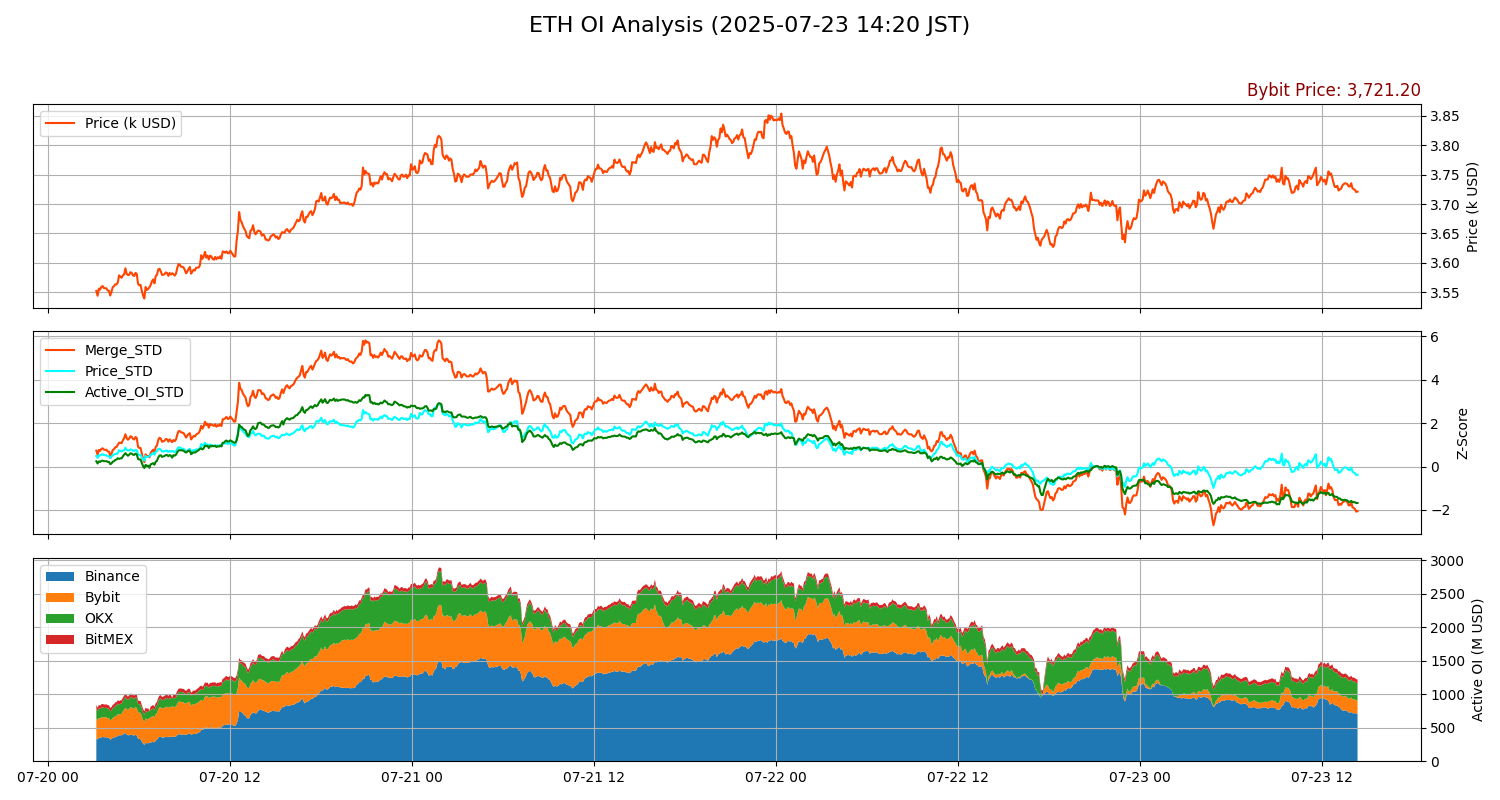 ETH OI Analysis (2025-07-23 14:20 JST)
Bybit Price: 3,721.20
Price (k USD)
3.85
3.80
3.75
3.70
3.65
3.60
3.55
Price (k USD)
Merge_STD
Price_STD
Active_OI_STD
6
4
2
0
−2
Z-Score
Binance
Bybit
OKX
BitMEX
3000
2500
2000
1500
1000
500
0
Active OI (M USD)
07-20 00
07-20 12
07-21 00
07-21 12
07-22 00
07-22 12
07-23 00
07-23 12